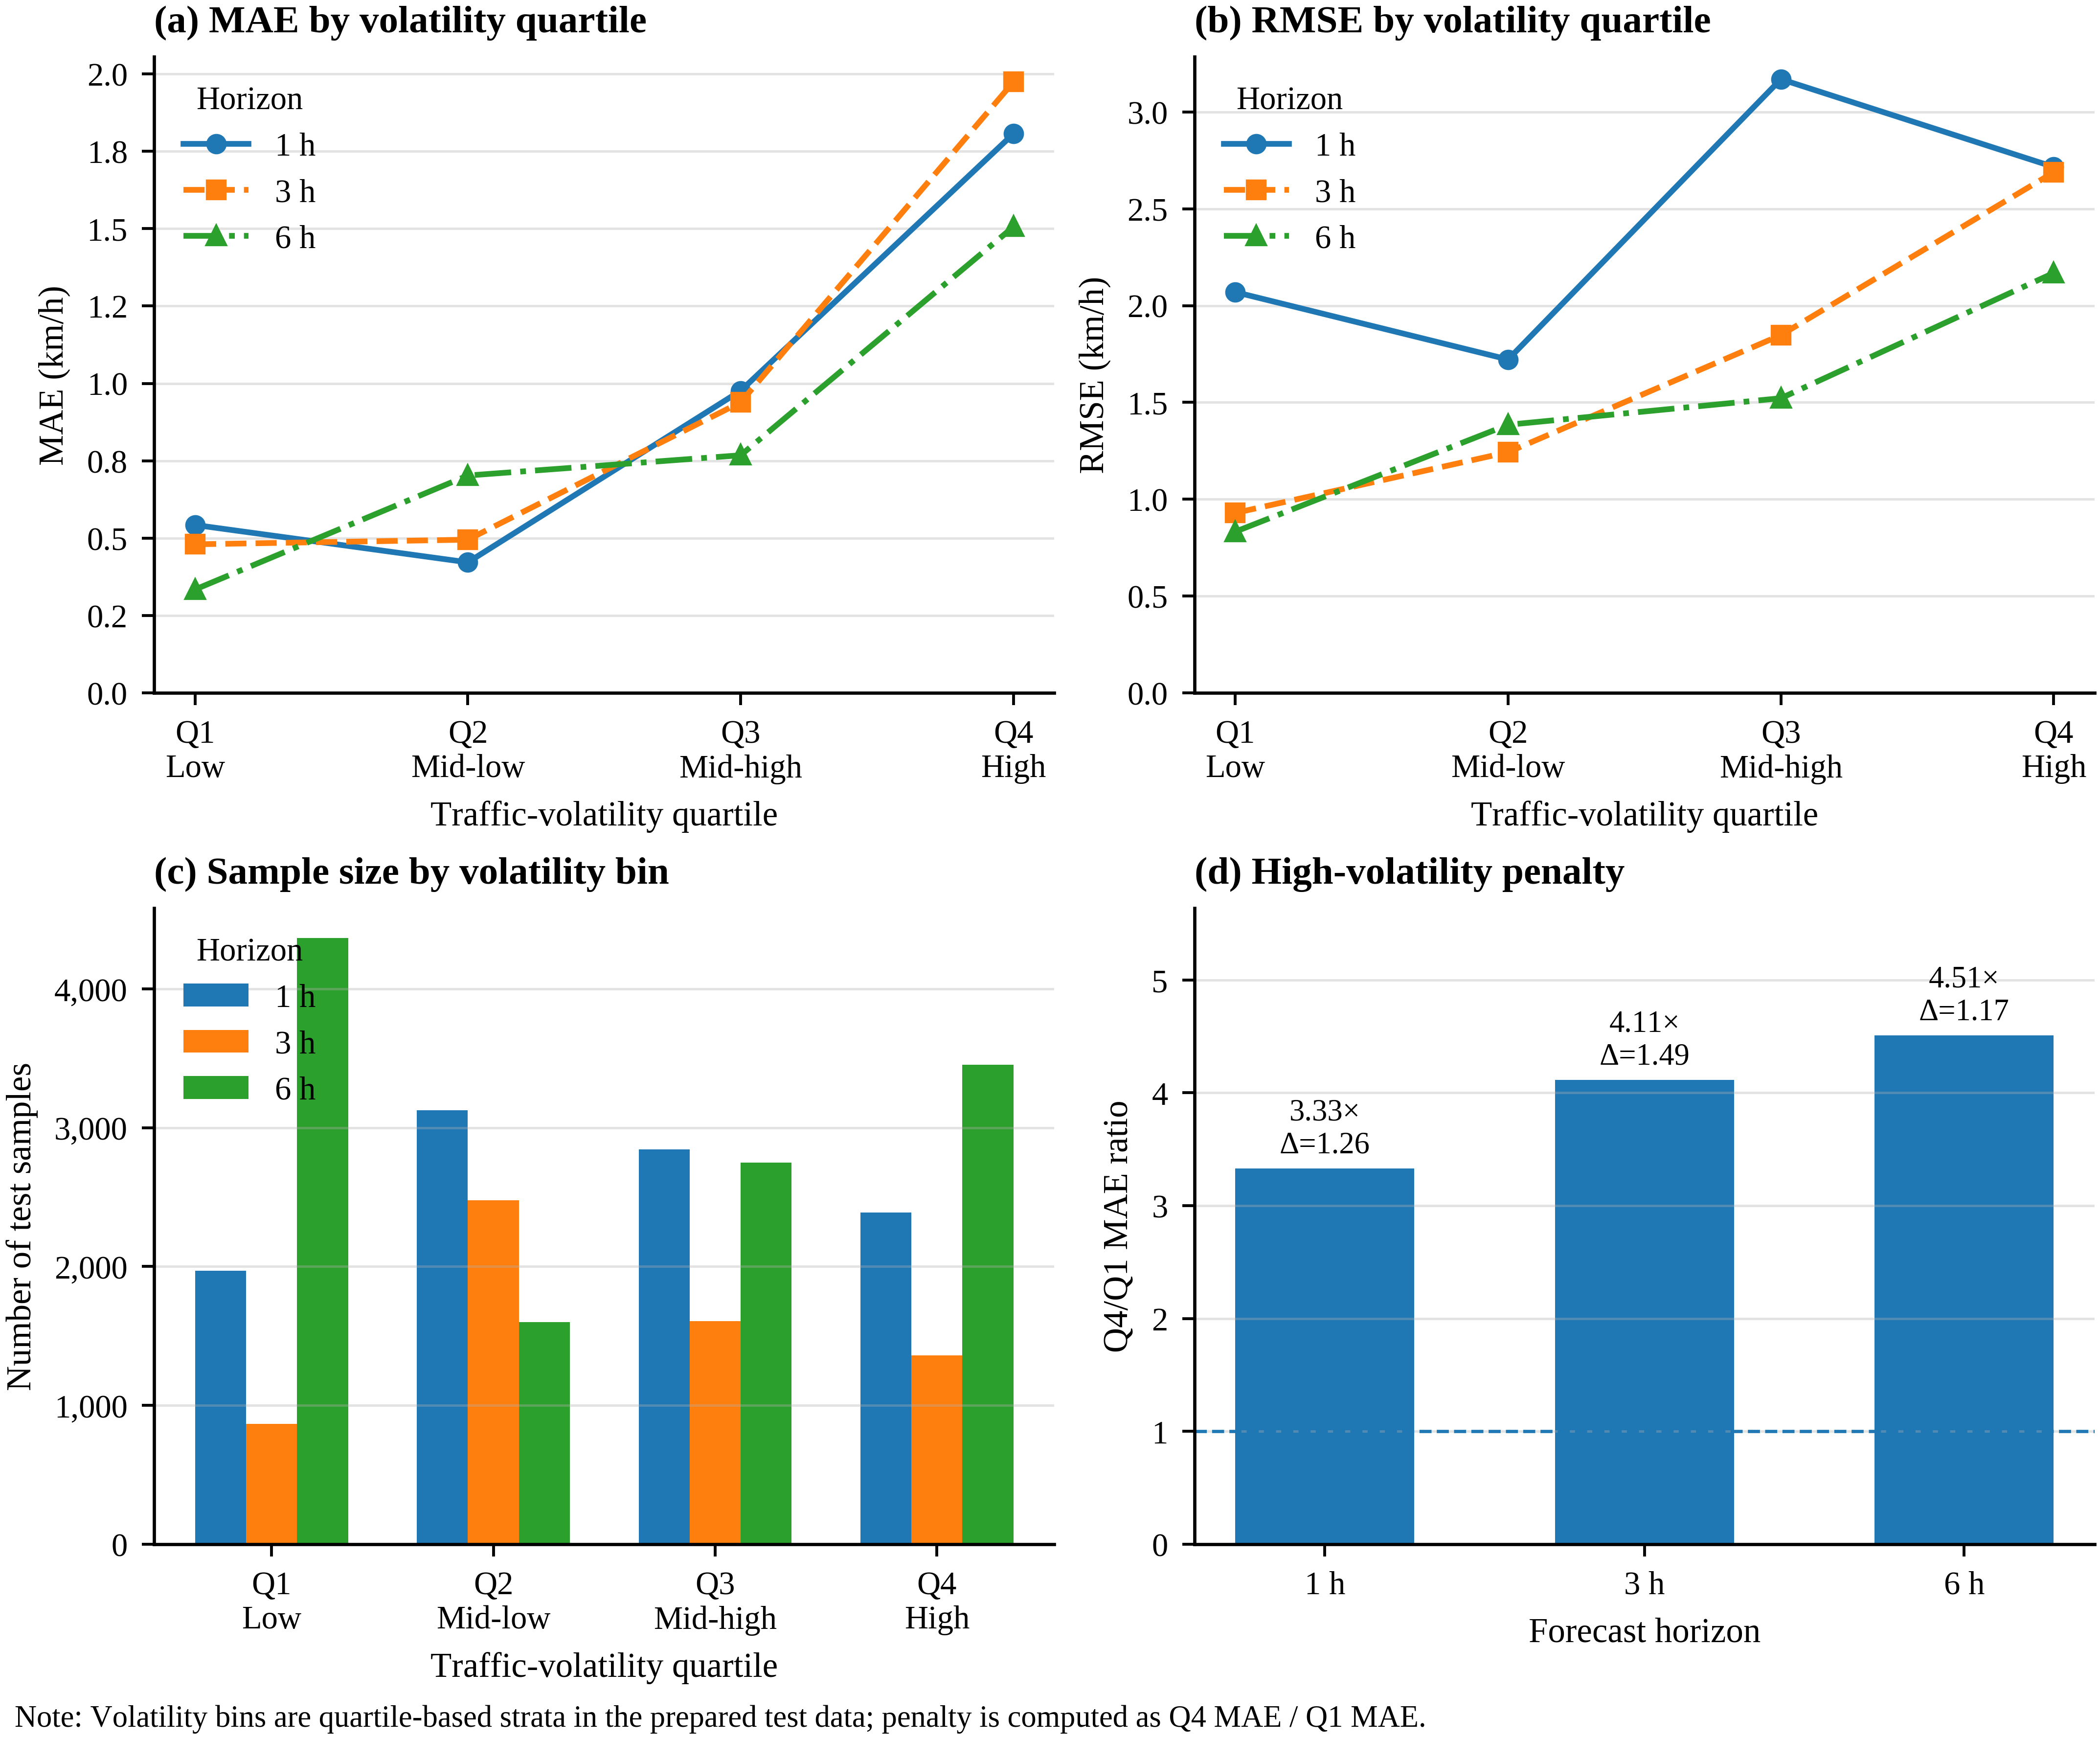 (a) MAE by volatility quartile
MAE (km/h)
2.0
1.8
1.5
1.2
1.0
0.8
0.5
0.2
0.0
Horizon
1 h
3 h
6 h
Q1 Q2 Q3 Q4
Low Mid-low Mid-high High
Traffic-volatility quartile
(b) RMSE by volatility quartile
RMSE (km/h)
3.0
2.5
2.0
1.5
1.0
0.5
0.0
Horizon
1 h
3 h
6 h
Q1 Q2 Q3 Q4
Low Mid-low Mid-high High
Traffic-volatility quartile
(c) Sample size by volatility bin
Number of test samples
4,000
3,000
2,000
1,000
0
Horizon
1 h
3 h
6 h
Q1 Q2 Q3 Q4
Low Mid-low Mid-high High
Traffic-volatility quartile
(d) High-volatility penalty
Q4/Q1 MAE ratio
5
4
3
2
1
0
3.33×
Δ=1.26
4.11×
Δ=1.49
4.51×
Δ=1.17
1 h 3 h 6 h
Forecast horizon
Note: Volatility bins are quartile-based strata in the prepared test data; penalty is computed as Q4 MAE / Q1 MAE.